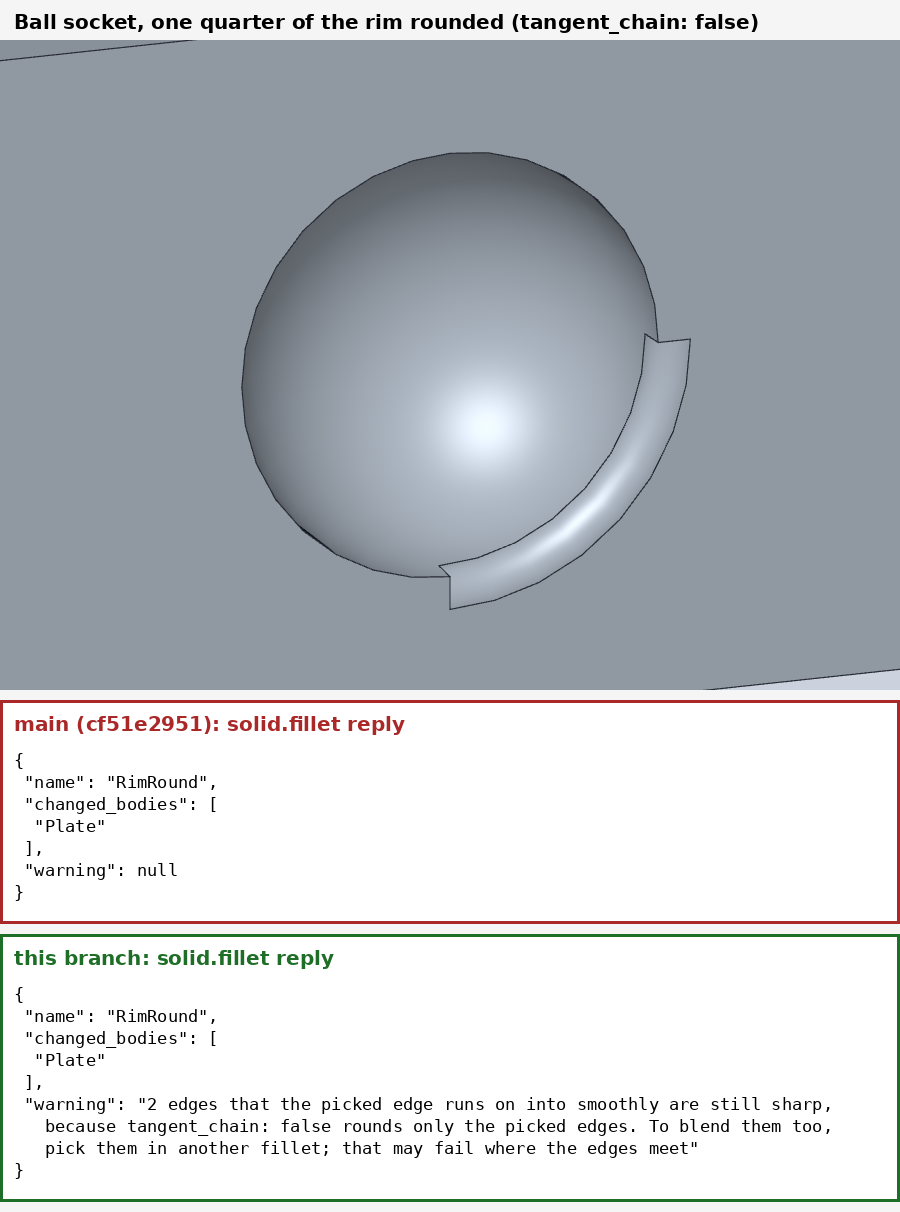 Ball socket, one quarter of the rim rounded (tangent_chain: false)
main (cf51e2951): solid.fillet reply
{
 "name": "RimRound",
 "changed_bodies": [
  "Plate"
 ],
 "warning": null
}
this branch: solid.fillet reply
{
 "name": "RimRound",
 "changed_bodies": [
  "Plate"
 ],
 "warning": "2 edges that the picked edge runs on into smoothly are still sharp,
   because tangent_chain: false rounds only the picked edges. To blend them too,
   pick them in another fillet; that may fail where the edges meet"
}